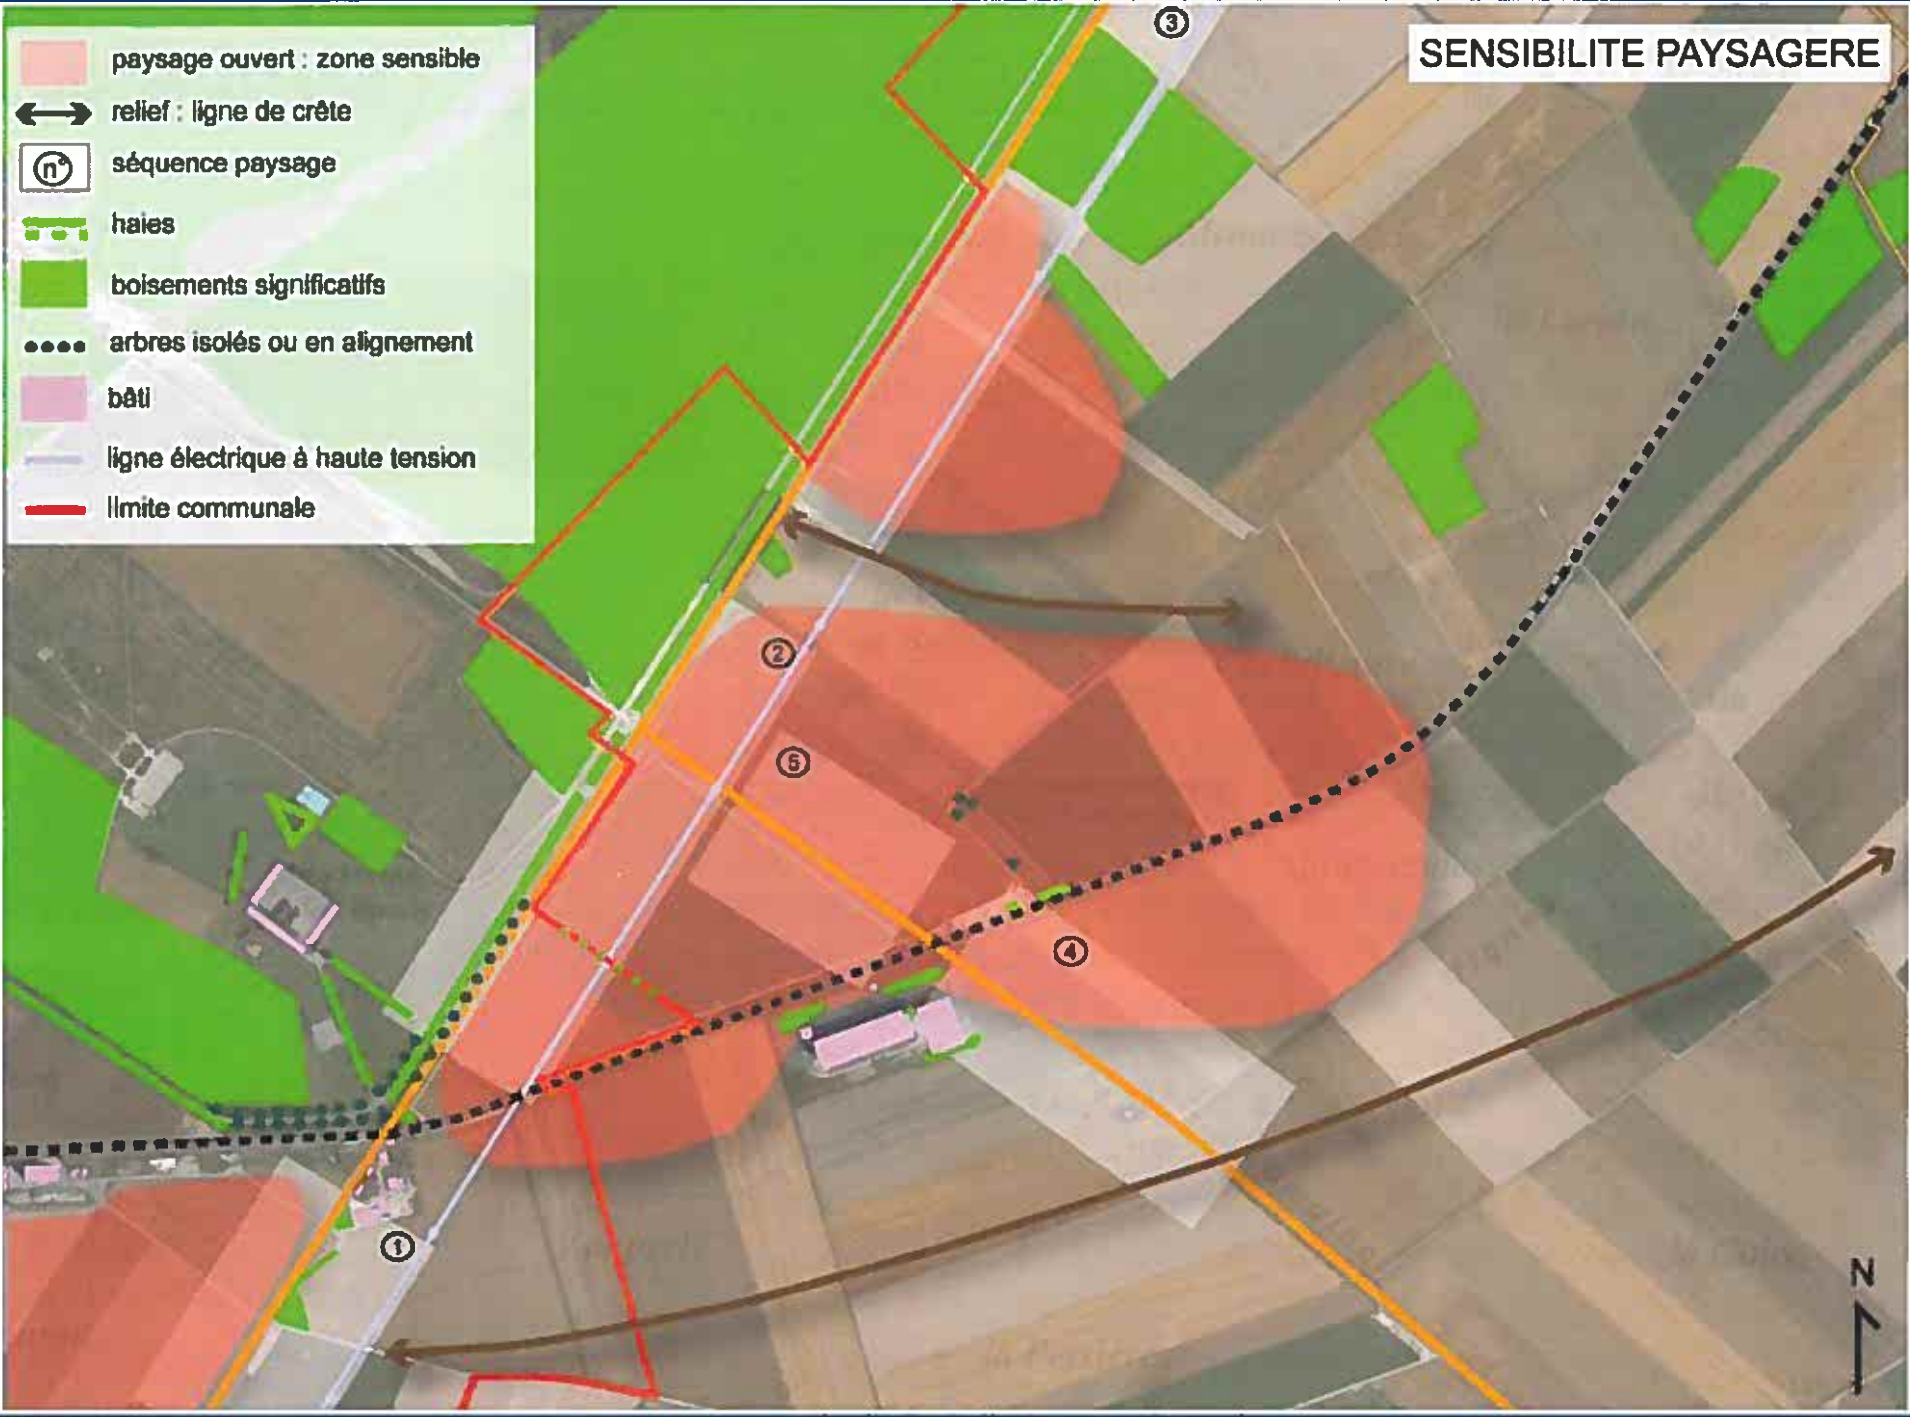 SENSIBILITE PAYSAGERE
paysage ouvert : zone sensible
relief : ligne de crête
n° séquence paysage
haies
boisements significatifs
arbres isolés ou en alignement
bâti
ligne électrique à haute tension
limite communale
3
2
5
4
1
N